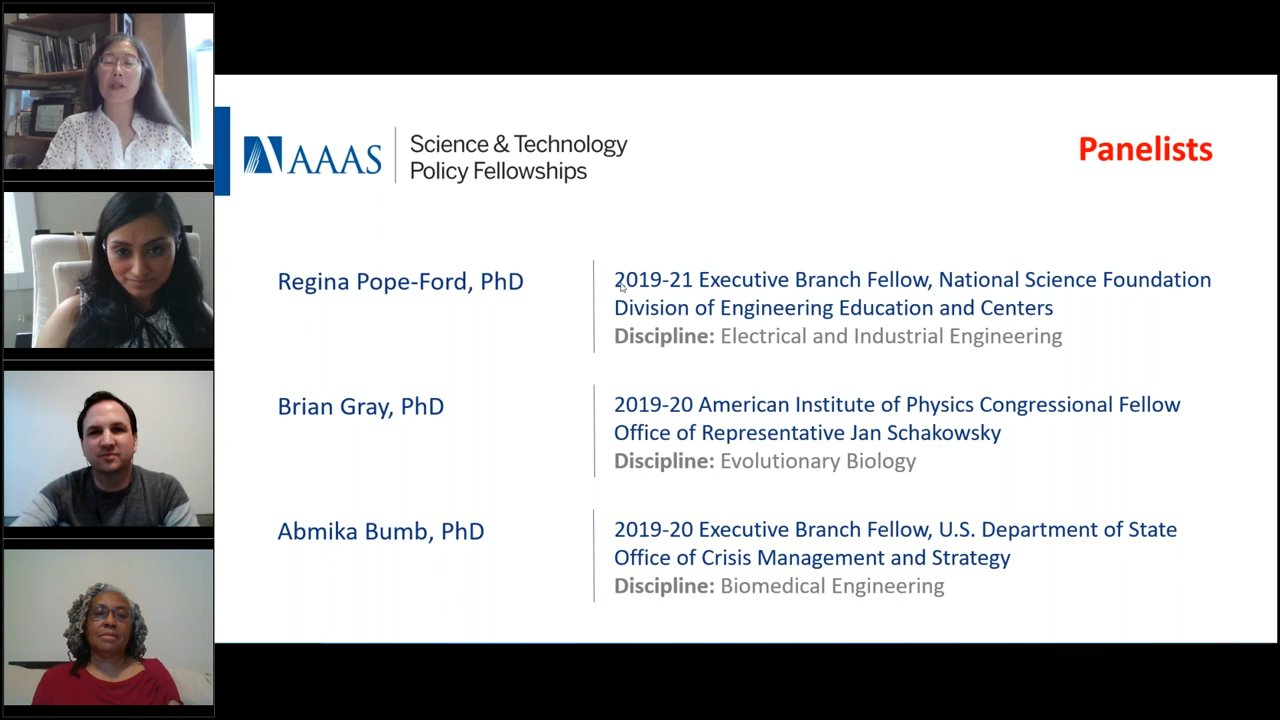 AAAS
Science & Technology
Policy Fellowships
Panelists
Regina Pope-Ford, PhD
2019-21 Executive Branch Fellow, National Science Foundation
Division of Engineering Education and Centers
Discipline: Electrical and Industrial Engineering
Brian Gray, PhD
2019-20 American Institute of Physics Congressional Fellow
Office of Representative Jan Schakowsky
Discipline: Evolutionary Biology
Abmika Bumb, PhD
2019-20 Executive Branch Fellow, U.S. Department of State
Office of Crisis Management and Strategy
Discipline: Biomedical Engineering